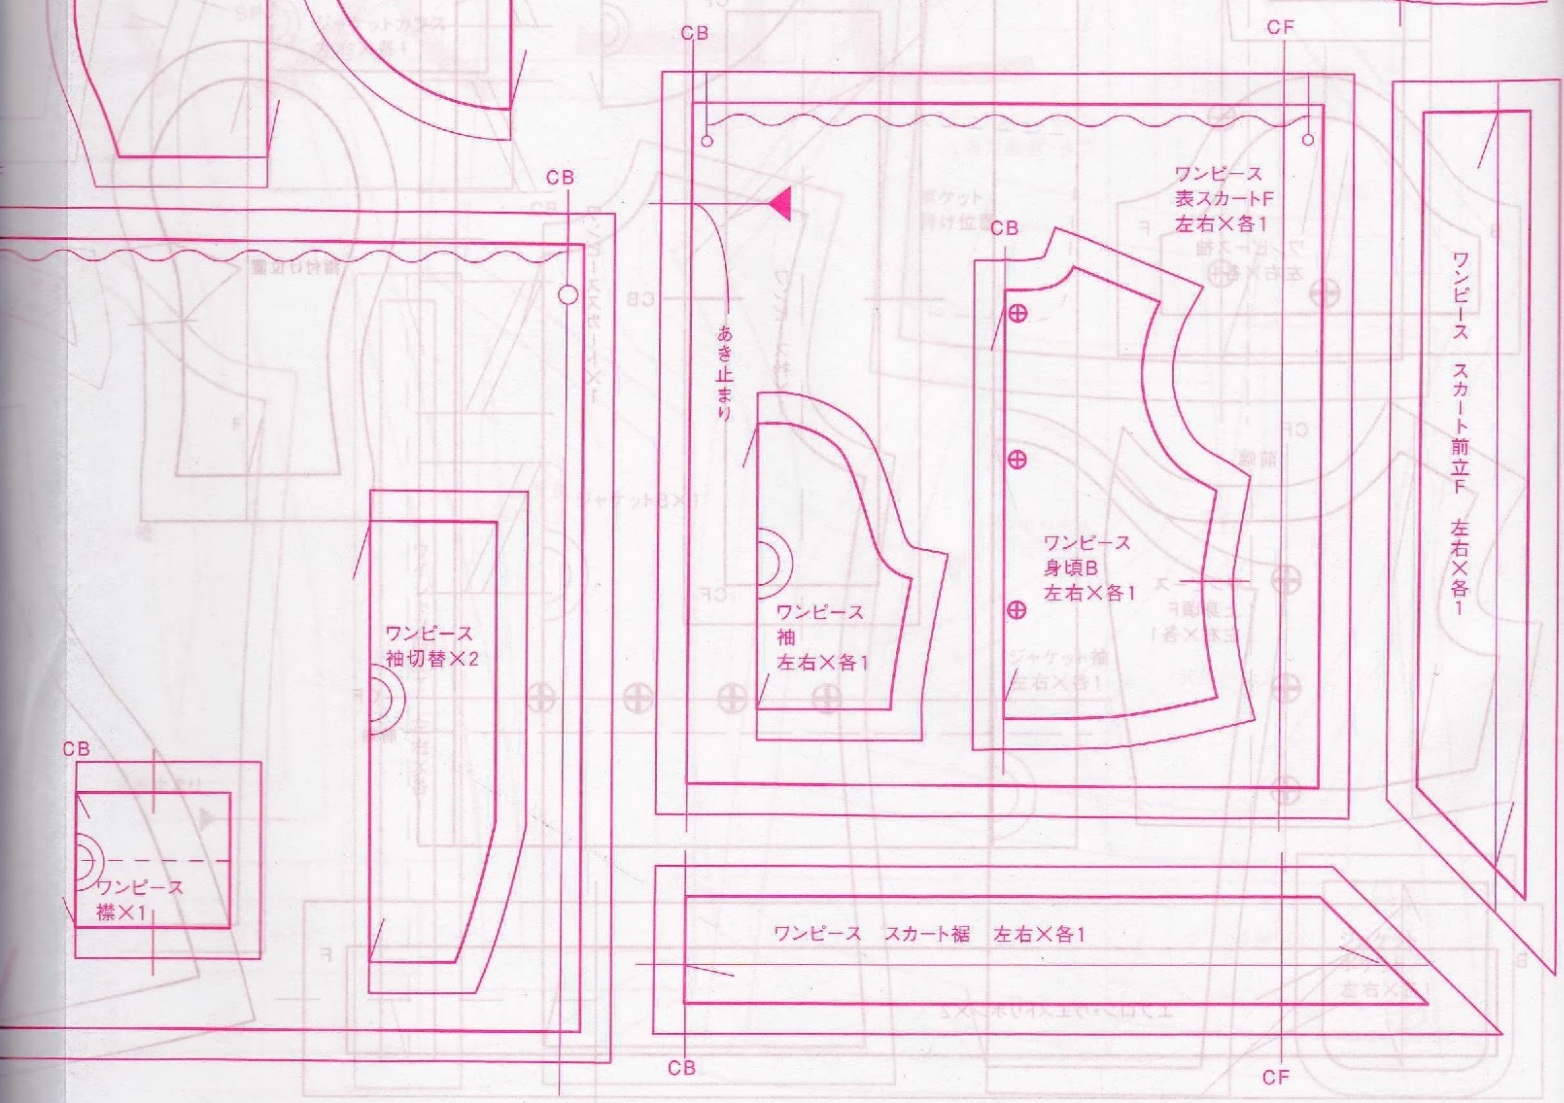 CB
CF
CB
ワンピース
表スカートF
左右×各1
CB
あき止まり
ワンピース スカート前立F 左右×各1
ワンピース
身頃B
左右×各1
ワンピース
袖
左右×各1
ワンピース
袖切替×2
CB
ワンピース
襟×1
ワンピース スカート裾 左右×各1
CB
CF